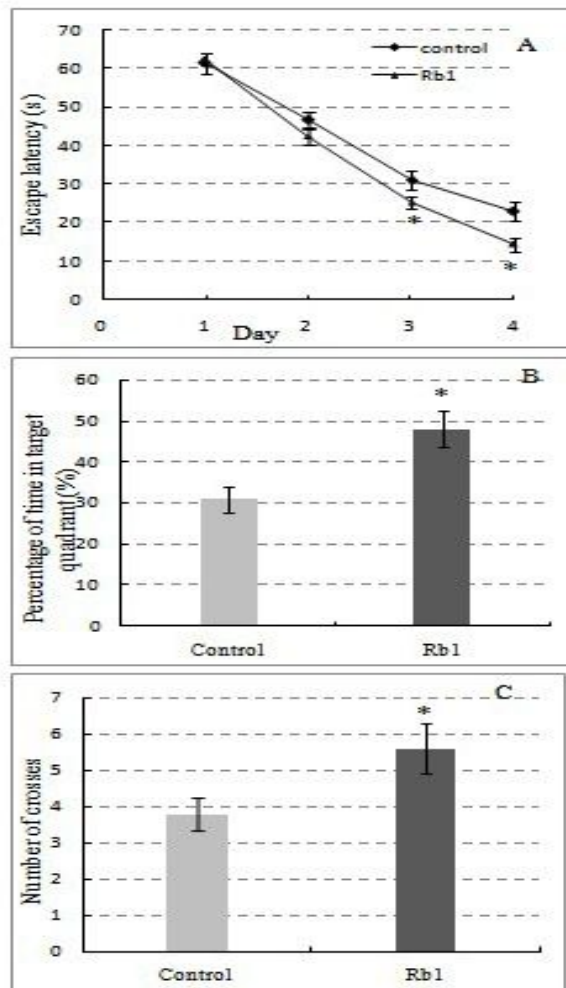 70
60
50
40
30
20
10
0
Escape latency (s)
control
Rb1
A
*
*
0 1 2 3 4
Day
60
50
40
30
20
10
0
Percentage of time in target
quadrant(%)
B
*
Control Rb1
7
6
5
4
3
2
1
0
Number of crosses
C
*
Control Rb1